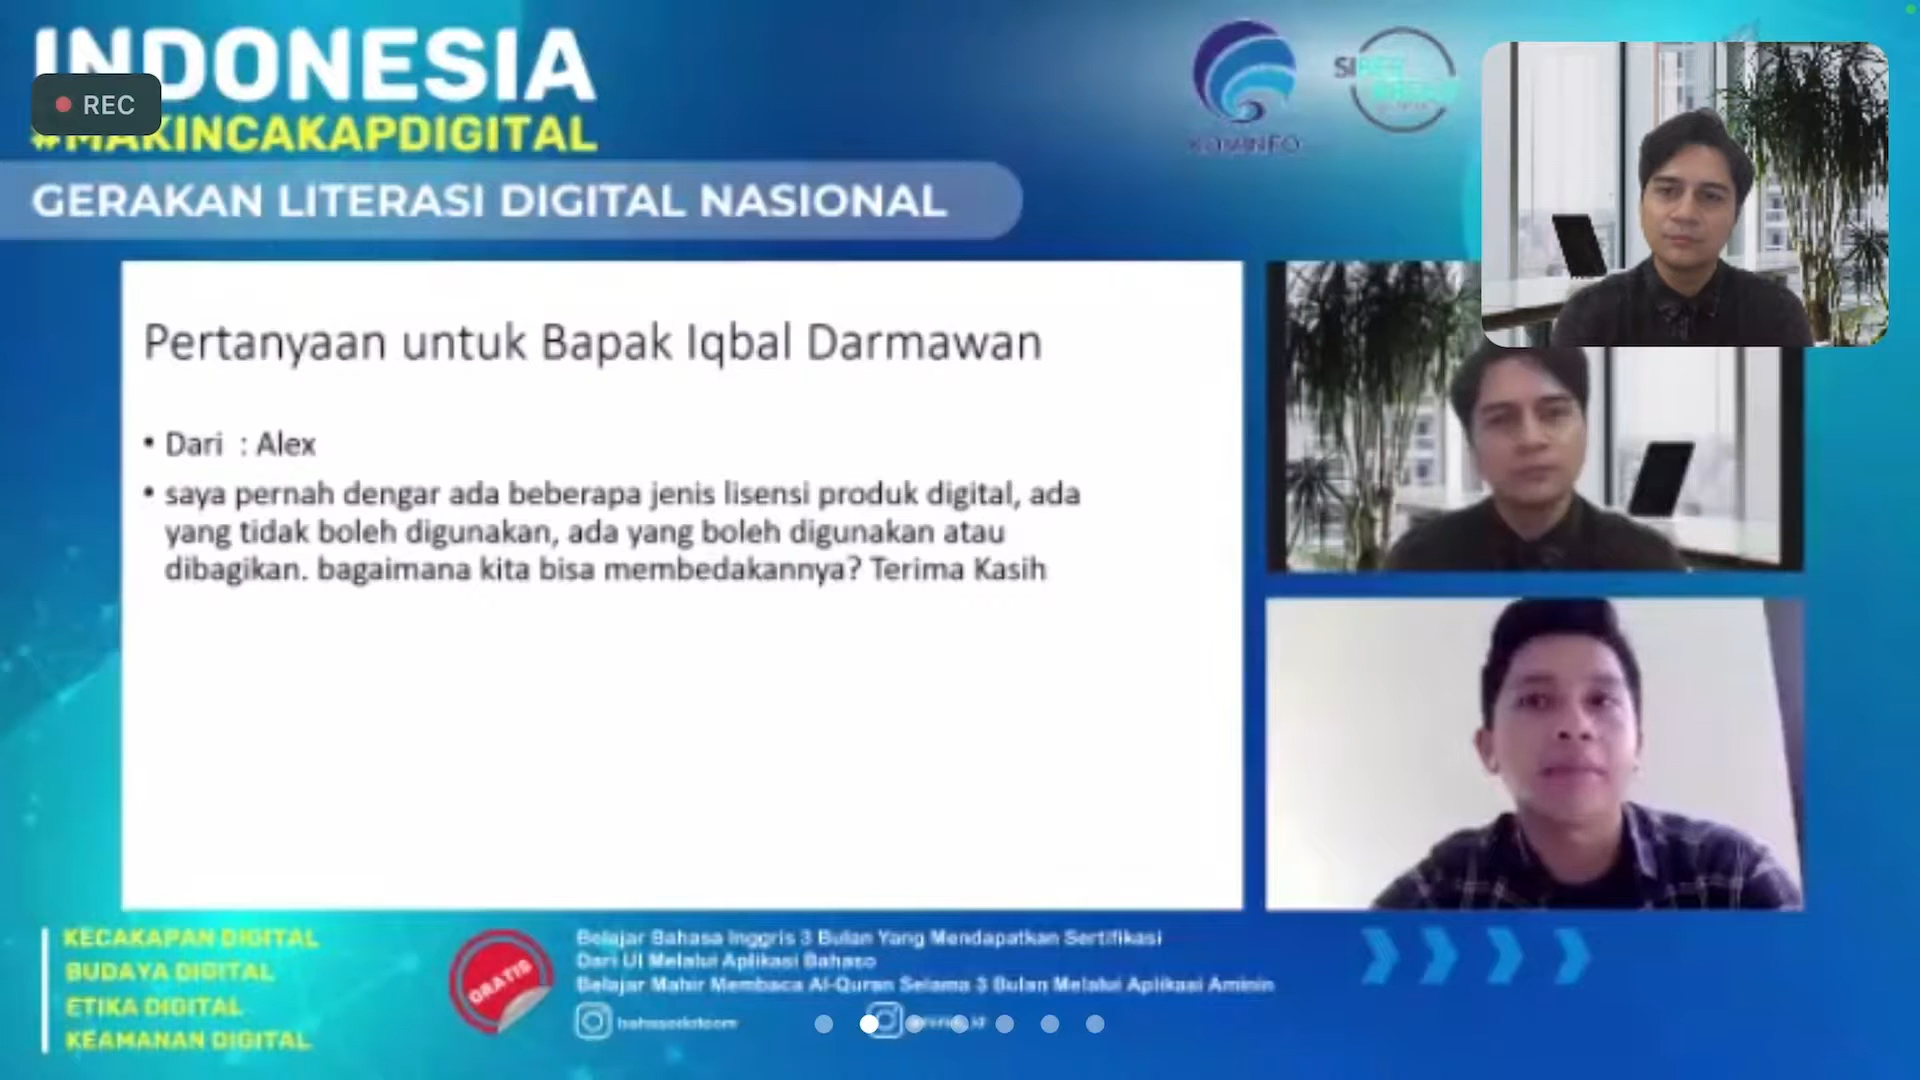 INDONESIA
REC
#MAKINCAKAPDIGITAL
KOMINFO
GERAKAN LITERASI DIGITAL NASIONAL
Pertanyaan untuk Bapak Iqbal Darmawan
• Dari : Alex
• saya pernah dengar ada beberapa jenis lisensi produk digital, ada
yang tidak boleh digunakan, ada yang boleh digunakan atau
dibagikan. bagaimana kita bisa membedakannya? Terima Kasih
KECAKAPAN DIGITAL
BUDAYA DIGITAL
ETIKA DIGITAL
KEAMANAN DIGITAL
GRATIS
Belajar Bahasa Inggris 3 Bulan Yang Mendapatkan Sertifikasi
Dari UI Melalui Aplikasi Bahaso
Belajar Mahir Membaca Al-Quran Selama 3 Bulan Melalui Aplikasi Aminin
bahasodotcom